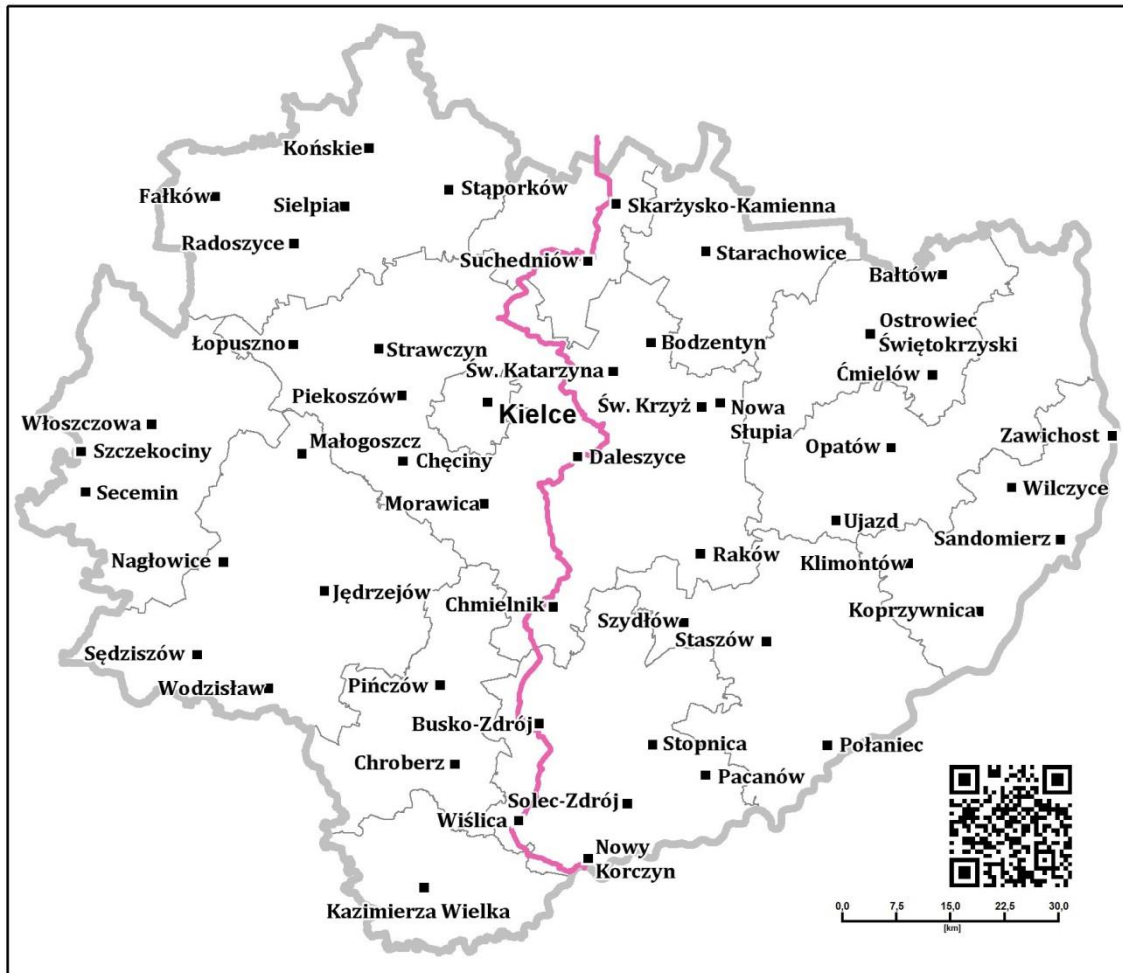 Końskie
Fałków
Sielpia
Stąporków
Skarżysko-Kamienna
Radoszyce
Suchedniów
Starachowice
Bałtów
Łopuszno
Strawczyn
Bodzentyn
Ostrowiec
Świętokrzyski
Św. Katarzyna
Ćmielów
Piekoszów
Kielce
Św. Krzyż
Nowa
Słupia
Włoszczowa
Małogoszcz
Zawichost
Szczekociny
Chęciny
Daleszyce
Opatów
Secemin
Morawica
Wilczyce
Ujazd
Sandomierz
Nagłowice
Raków
Klimontów
Jędrzejów
Chmielnik
Szydłów
Koprzywnica
Staszów
Sędziszów
Wodzisław
Pińczów
Busko-Zdrój
Stopnica
Połaniec
Chroberz
Pacanów
Solec-Zdrój
Wiślica
Nowy
Korczyn
Kazimierza Wielka
0,0 7,5 15,0 22,5 30,0
[km]